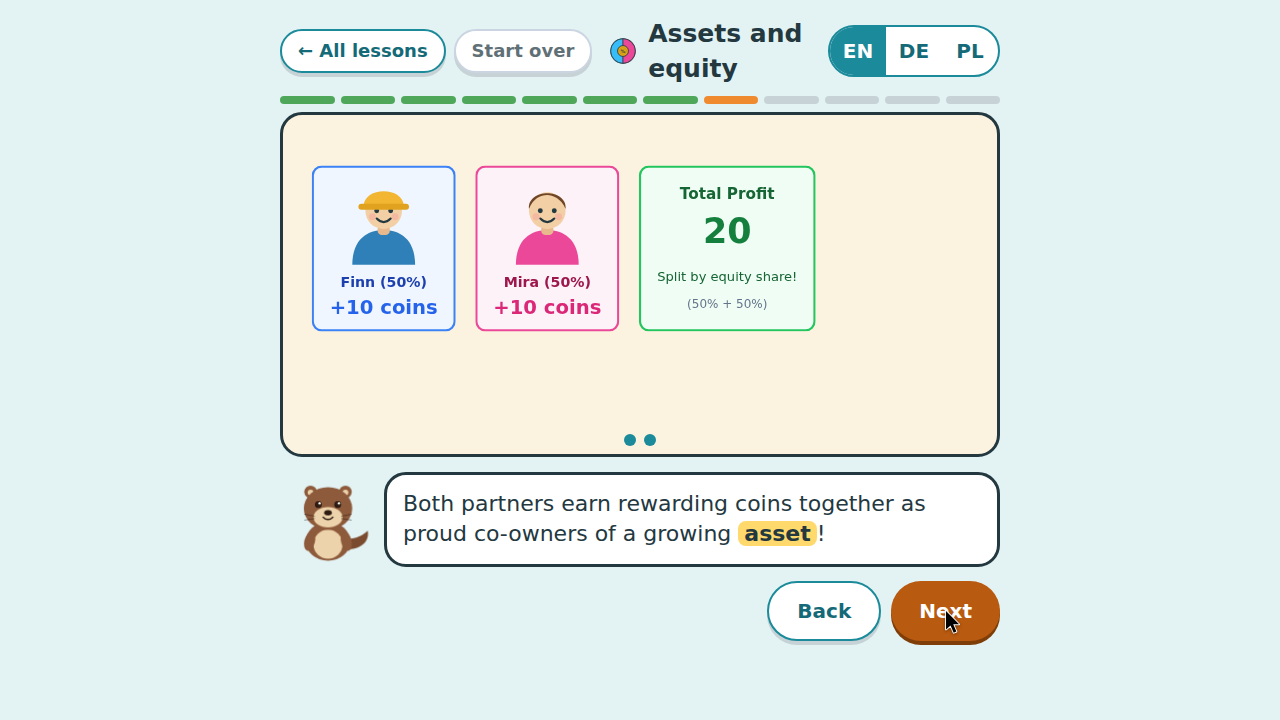 ← All lessons
Start over
Assets and
equity
EN
DE
PL
Finn (50%)
+10 coins
Mira (50%)
+10 coins
Total Profit
20
Split by equity share!
(50% + 50%)
Both partners earn rewarding coins together as
proud co-owners of a growing asset!
Back
Next